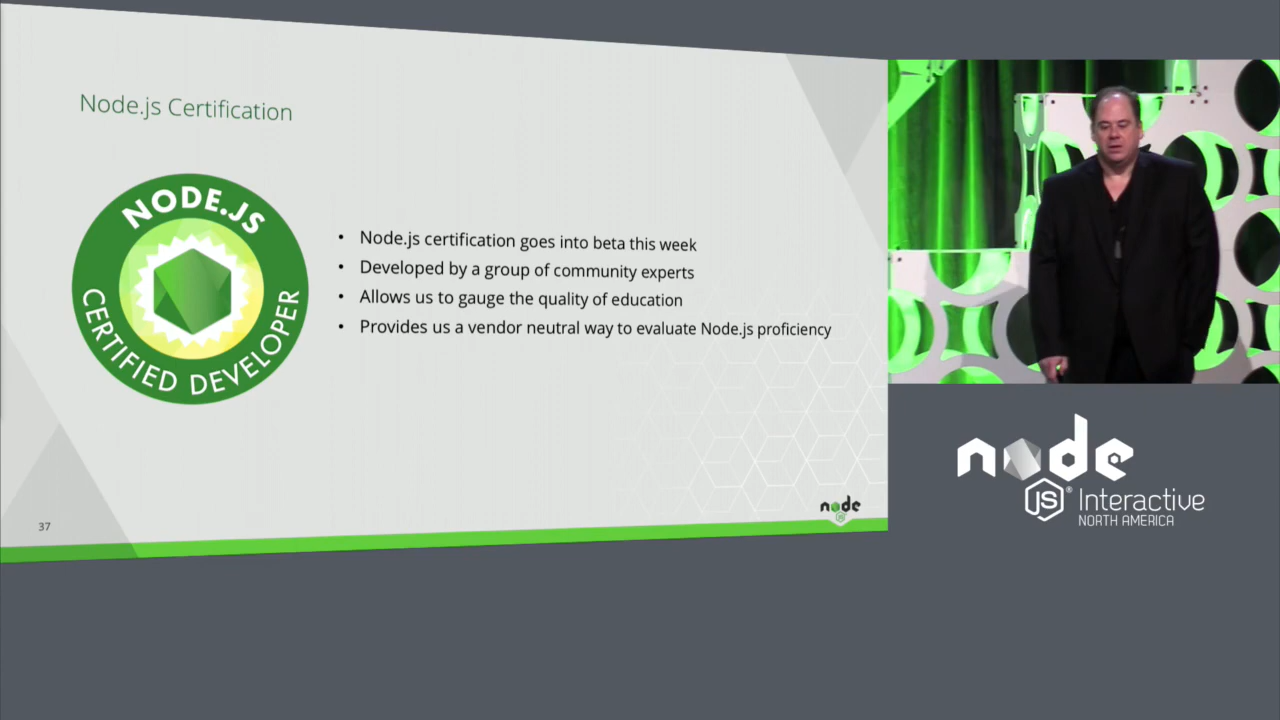 Node.js Certification
NODE.JS
CERTIFIED DEVELOPER
• Node.js certification goes into beta this week
• Developed by a group of community experts
• Allows us to gauge the quality of education
• Provides us a vendor neutral way to evaluate Node.js proficiency
node
JS
37
node
JS® Interactive
NORTH AMERICA